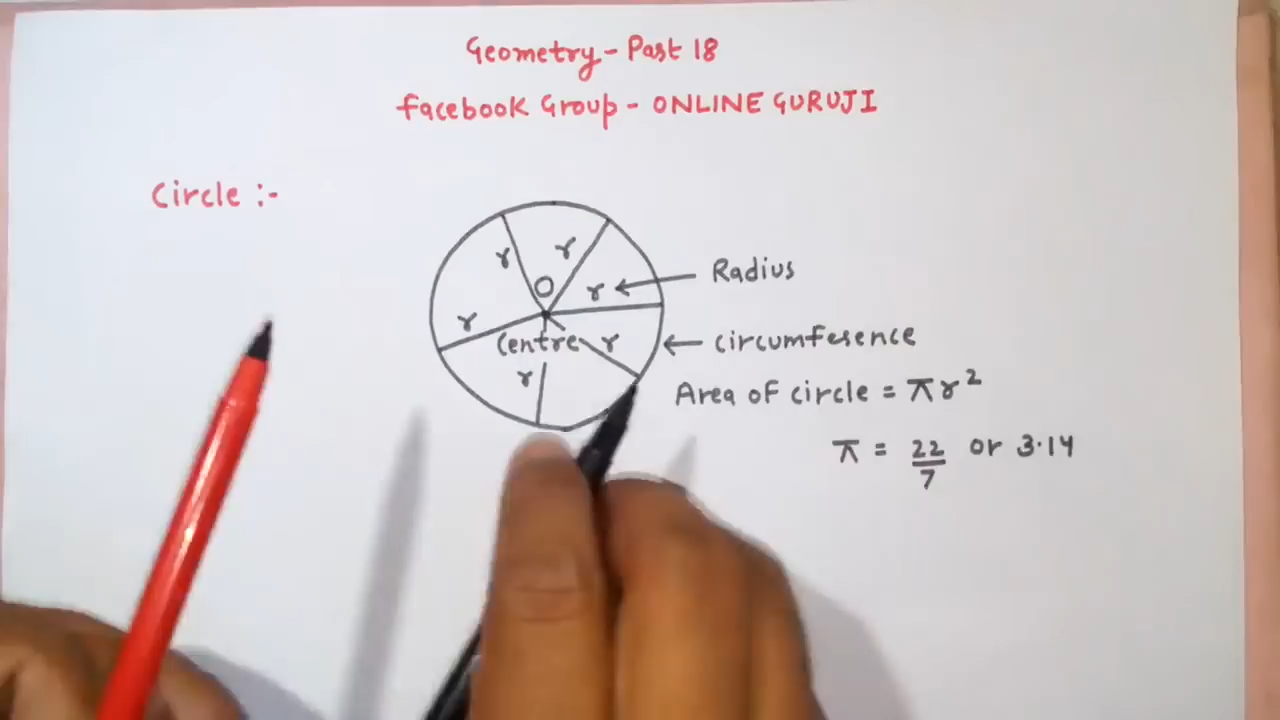 Geometry - Part 18
Facebook Group - ONLINE GURUJI
Circle :-
r
r
O
r
Radius
r
Centre
r
circumference
r
Area of circle = πr²
π = 22/7 or 3.14